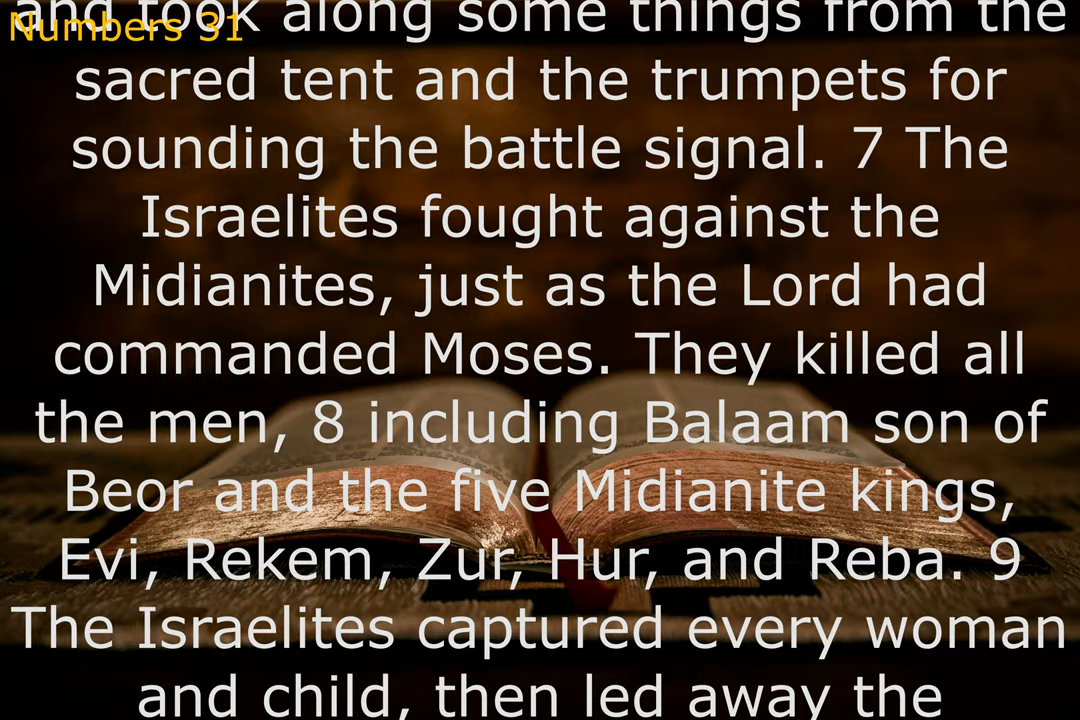 and took along some things from the
Numbers 31
sacred tent and the trumpets for
sounding the battle signal. 7 The
Israelites fought against the
Midianites, just as the Lord had
commanded Moses. They killed all
the men, 8 including Balaam son of
Beor and the five Midianite kings,
Evi, Rekem, Zur, Hur, and Reba. 9
The Israelites captured every woman
and child, then led away the